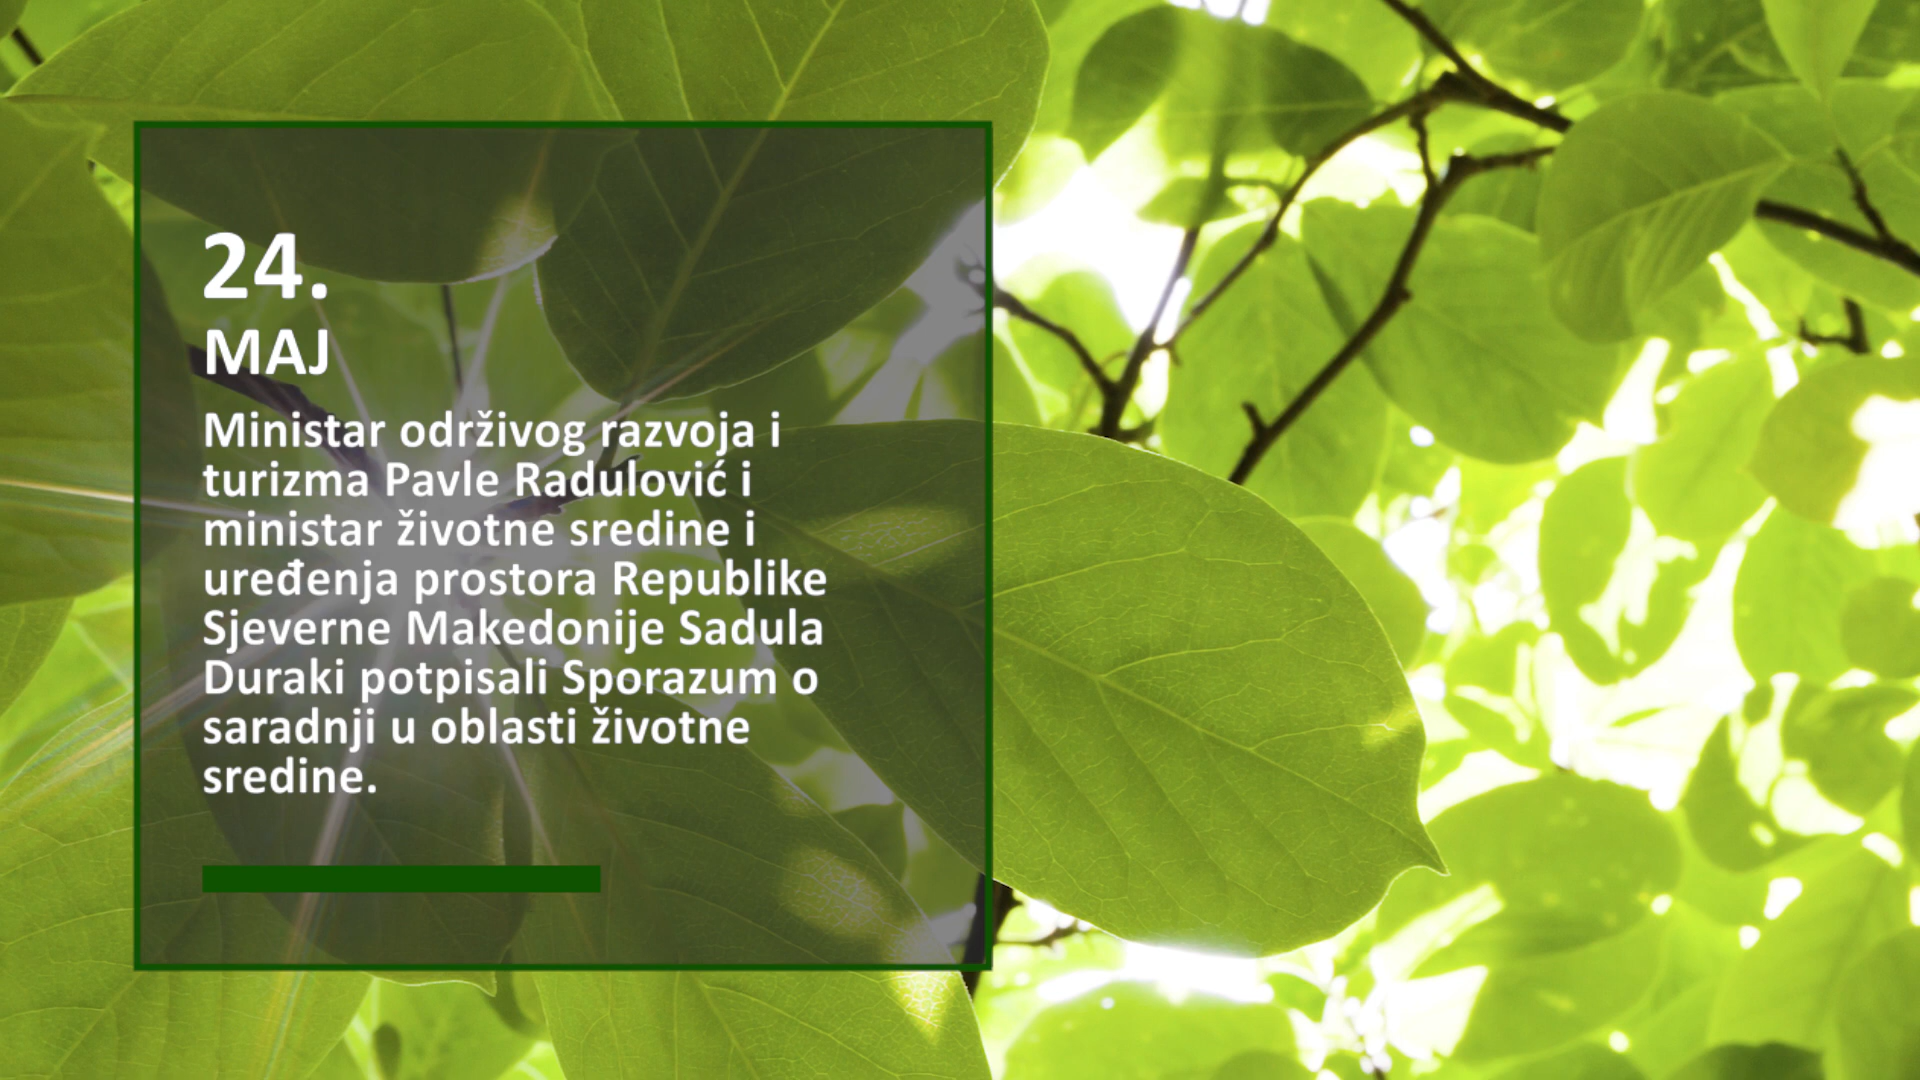 24.
MAJ
Ministar održivog razvoja i
turizma Pavle Radulović i
ministar životne sredine i
uređenja prostora Republike
Sjeverne Makedonije Sadula
Duraki potpisali Sporazum o
saradnji u oblasti životne
sredine.